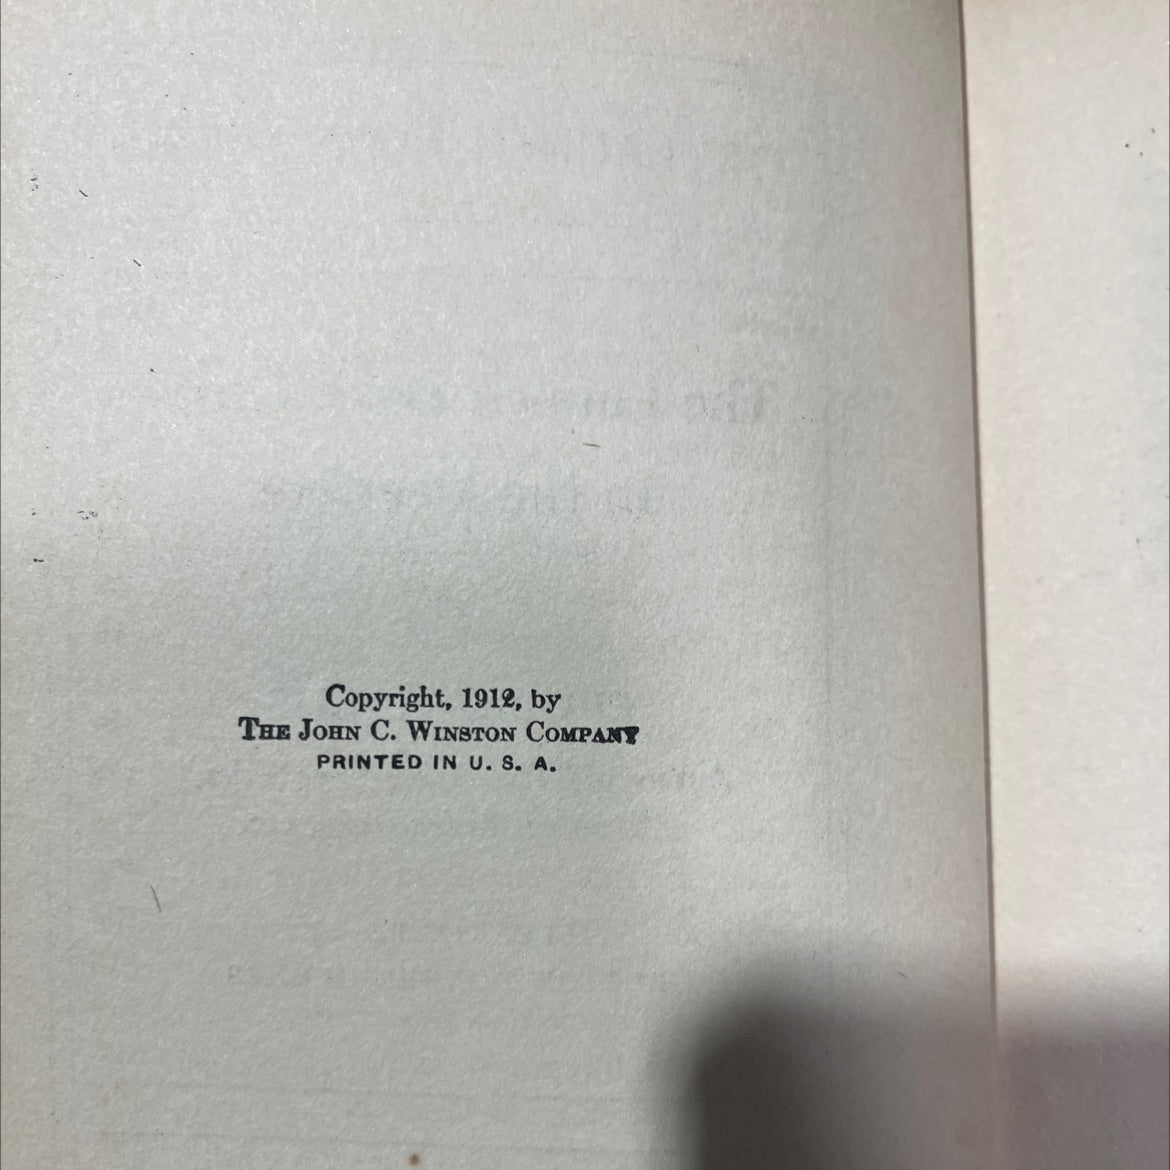 Copyright, 1912, by
THE JOHN C. WINSTON COMPANY
PRINTED IN U. S. A.